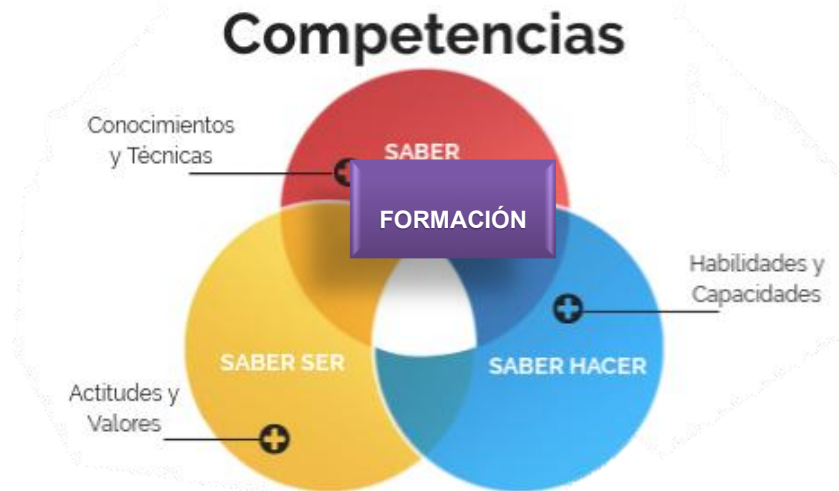 Competencias
Conocimientos
y Técnicas
SABER
FORMACIÓN
Habilidades y
Capacidades
SABER SER
SABER HACER
Actitudes y
Valores